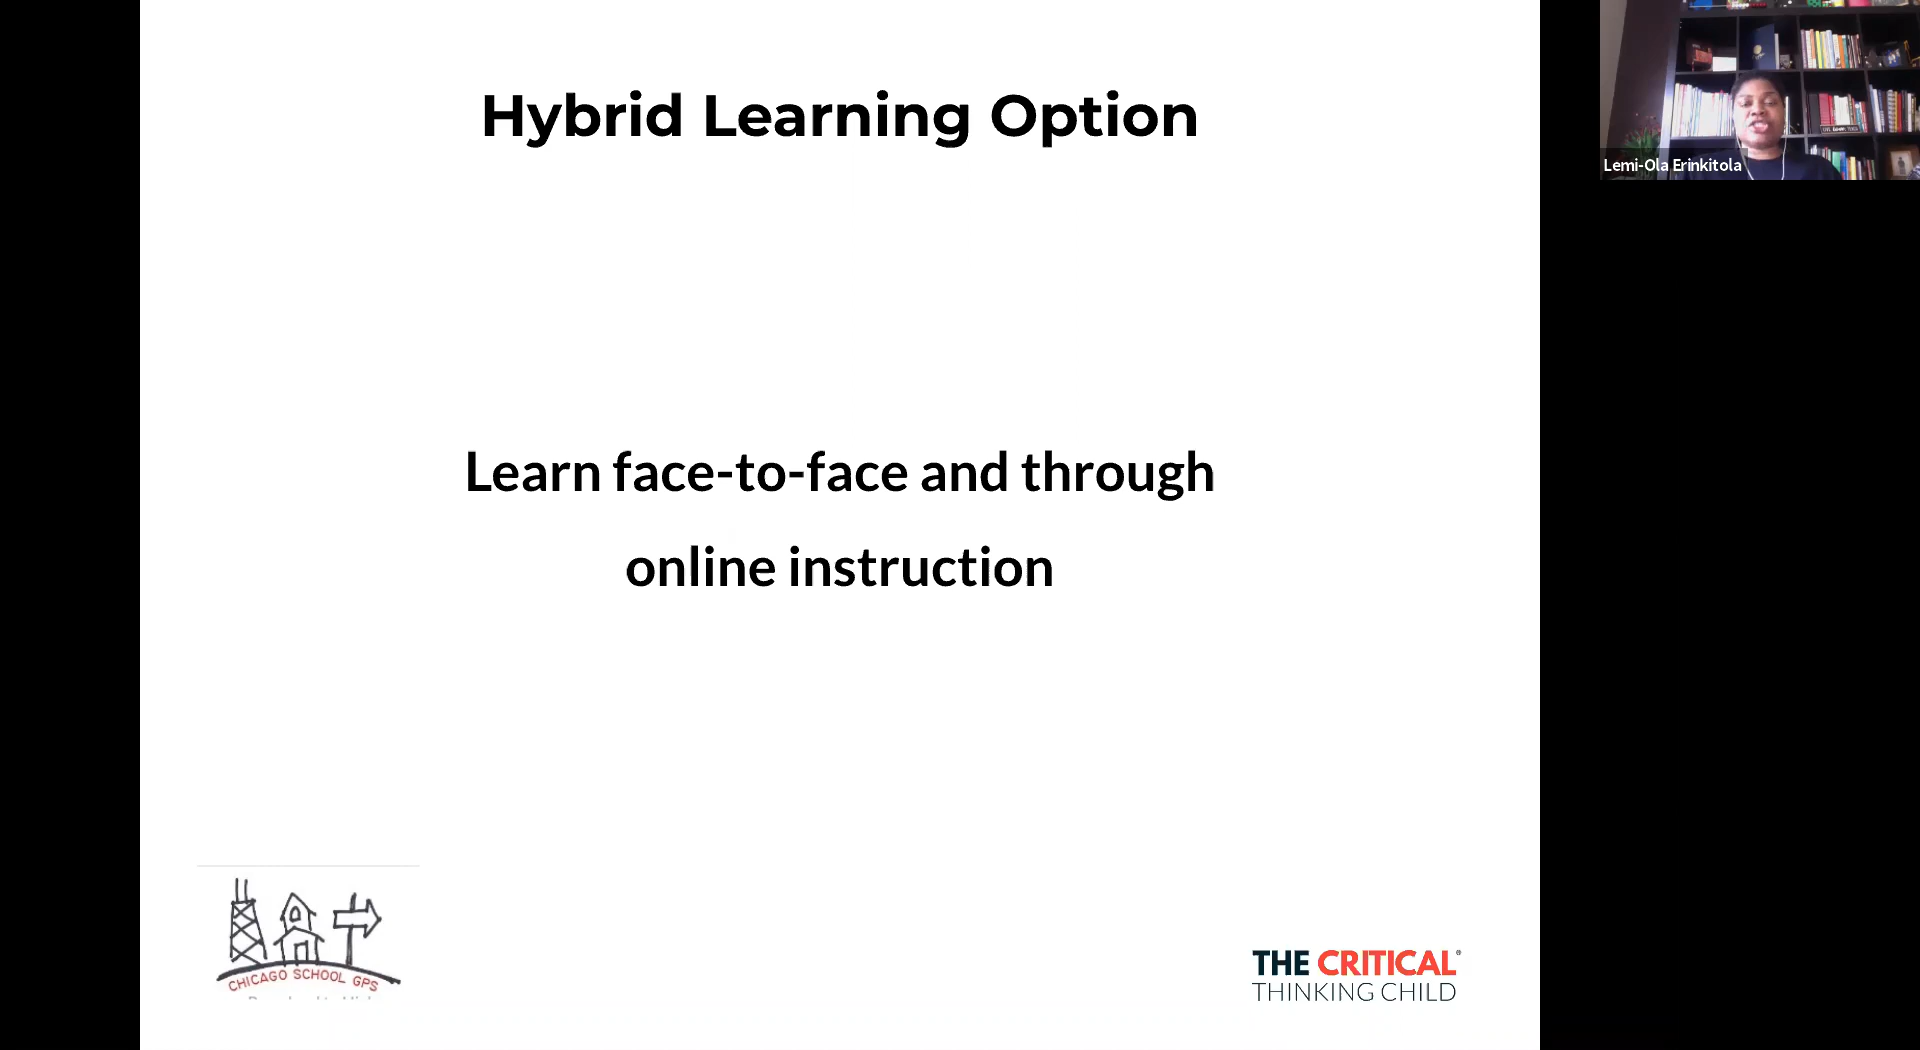 Hybrid Learning Option
Lemi-Ola Erinkitola
Learn face-to-face and through
online instruction
CHICAGO SCHOOL GPS
THE CRITICAL®
THINKING CHILD